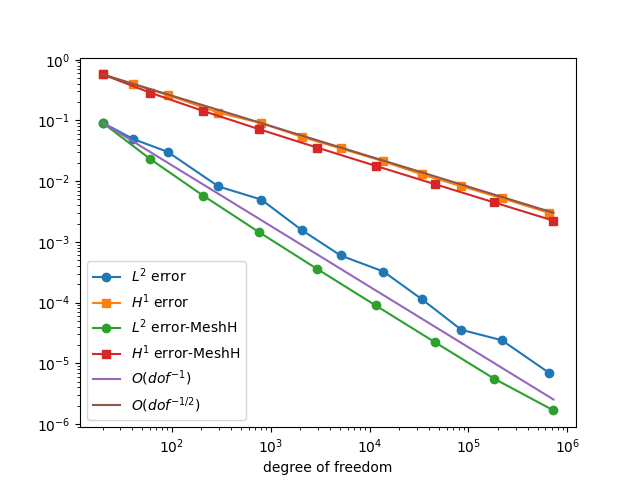 10⁰
10⁻¹
10⁻²
10⁻³
10⁻⁴
10⁻⁵
10⁻⁶
L² error
H¹ error
L² error-MeshH
H¹ error-MeshH
O(dof⁻¹)
O(dof⁻¹/²)
10² 10³ 10⁴ 10⁵ 10⁶
degree of freedom